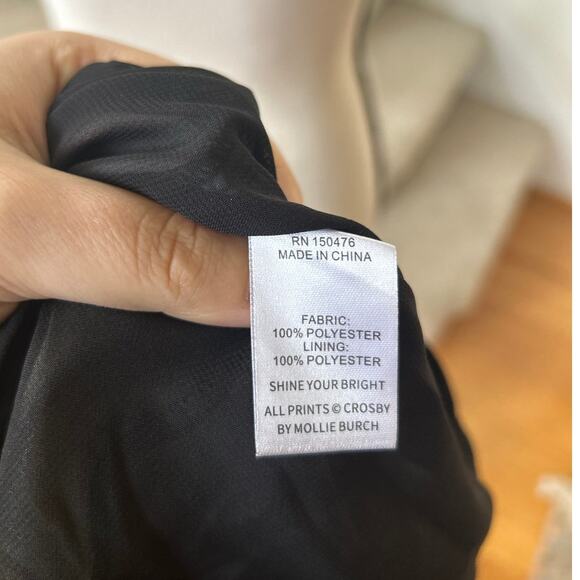 RN 150476
MADE IN CHINA
FABRIC:
100% POLYESTER
LINING:
100% POLYESTER
SHINE YOUR BRIGHT
ALL PRINTS © CROSBY
BY MOLLIE BURCH